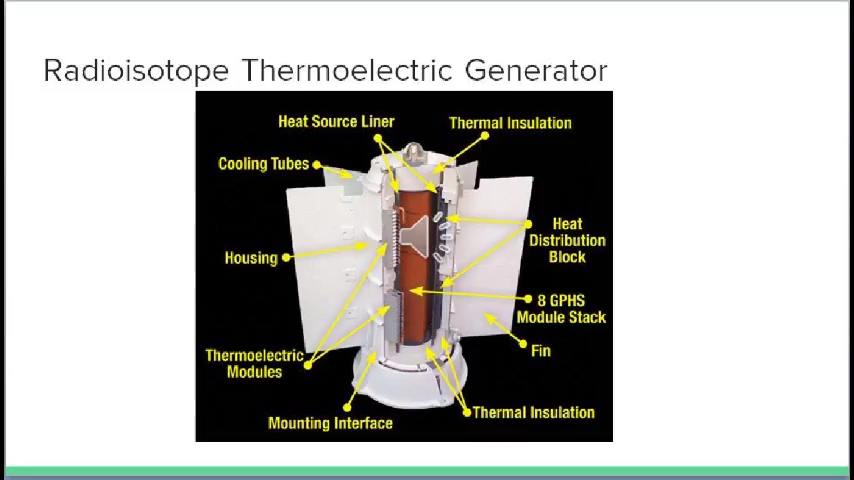 Radioisotope Thermoelectric Generator
Heat Source Liner
Thermal Insulation
Cooling Tubes
Heat
Distribution
Block
Housing
8 GPHS
Module Stack
Fin
Thermoelectric
Modules
Thermal Insulation
Mounting Interface